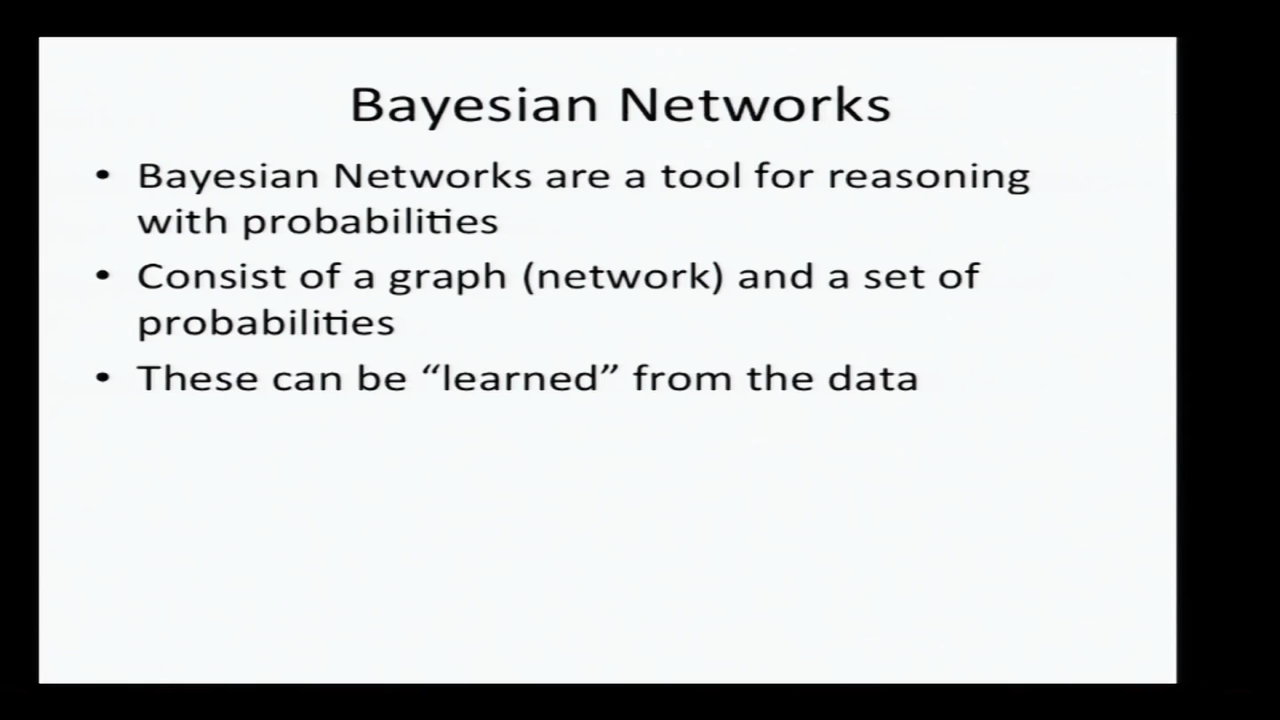 Bayesian Networks
• Bayesian Networks are a tool for reasoning
with probabilities
• Consist of a graph (network) and a set of
probabilities
• These can be “learned” from the data